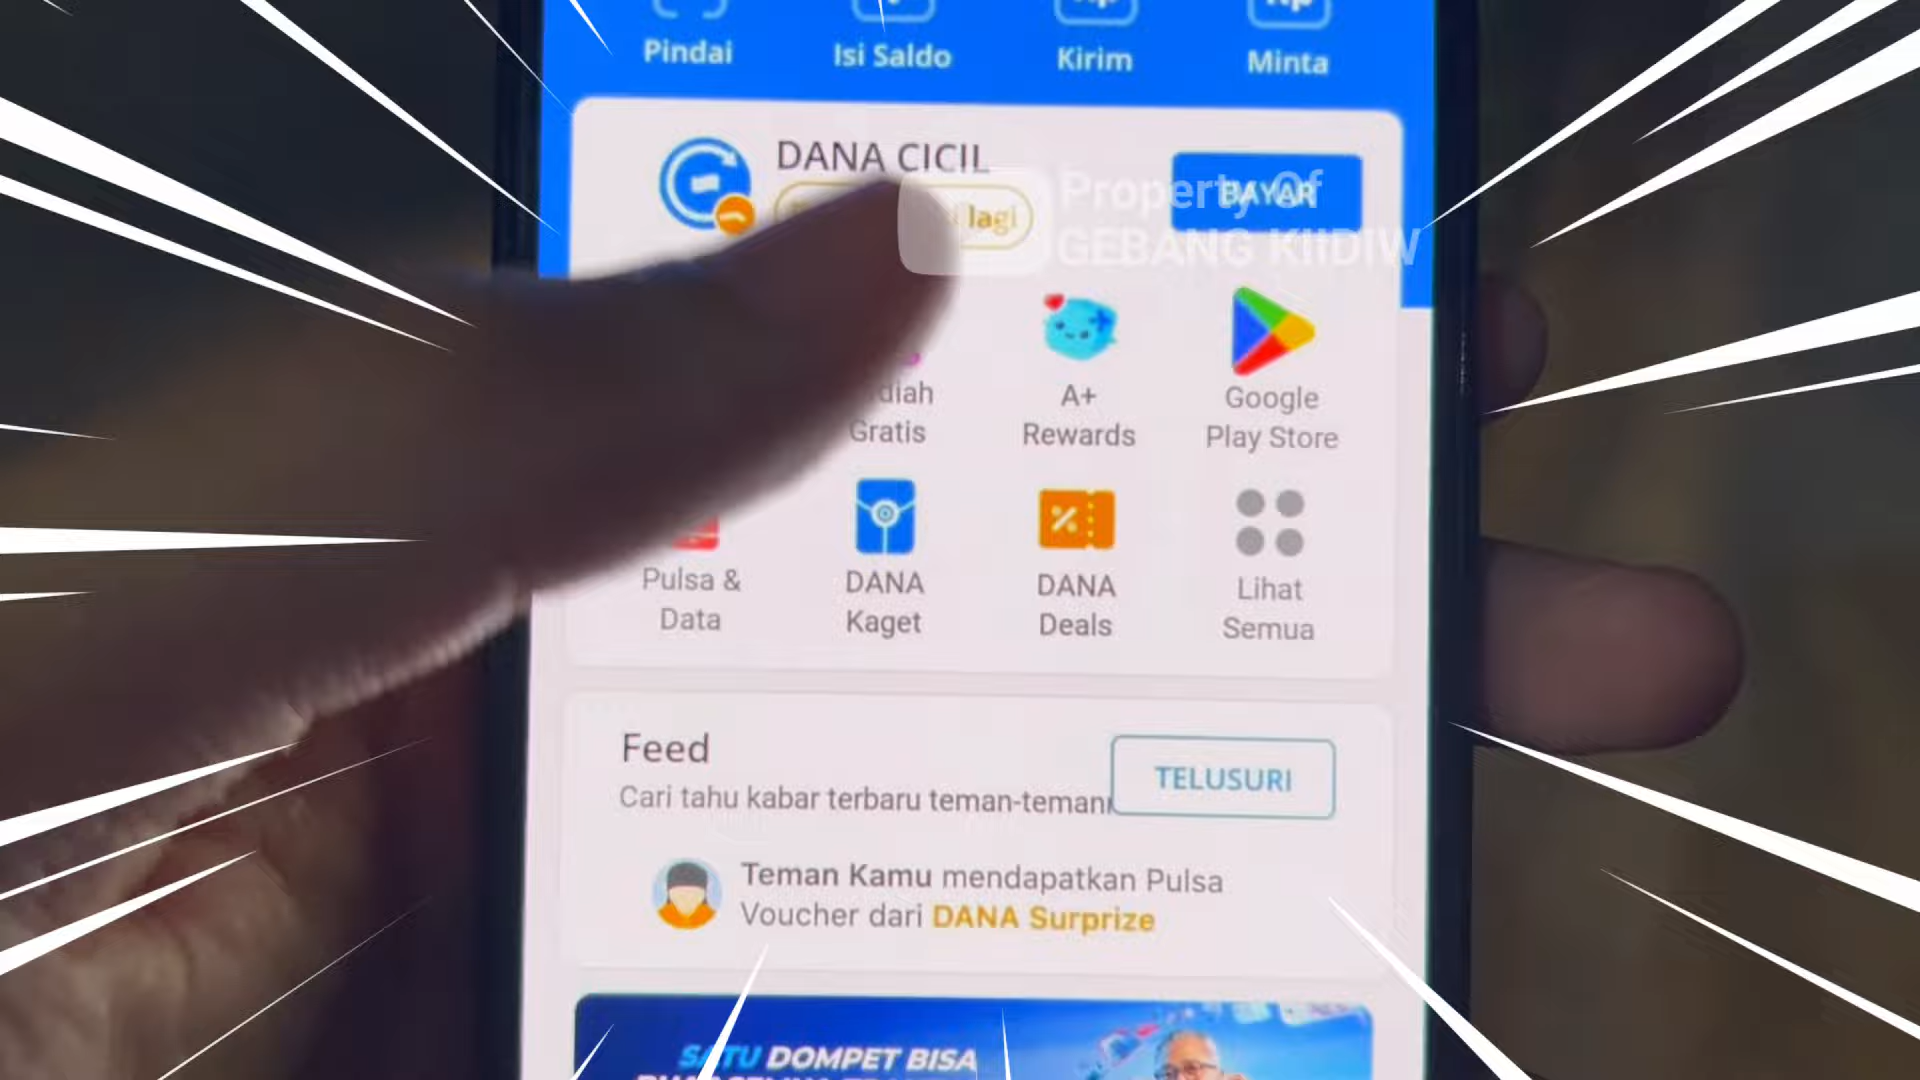 Pindai
Isi Saldo
Kirim
Minta
DANA CICIL
lagi
BAYAR
Property Of
GEBANG KIIDIW
Gratis
A+
Rewards
Google
Play Store
Pulsa &
Data
DANA
Kaget
DANA
Deals
Lihat
Semua
Feed
TELUSURI
Cari tahu kabar terbaru
Teman Kamu mendapatkan Pulsa
Voucher dari DANA Surprize
SATU DOMPET BISA